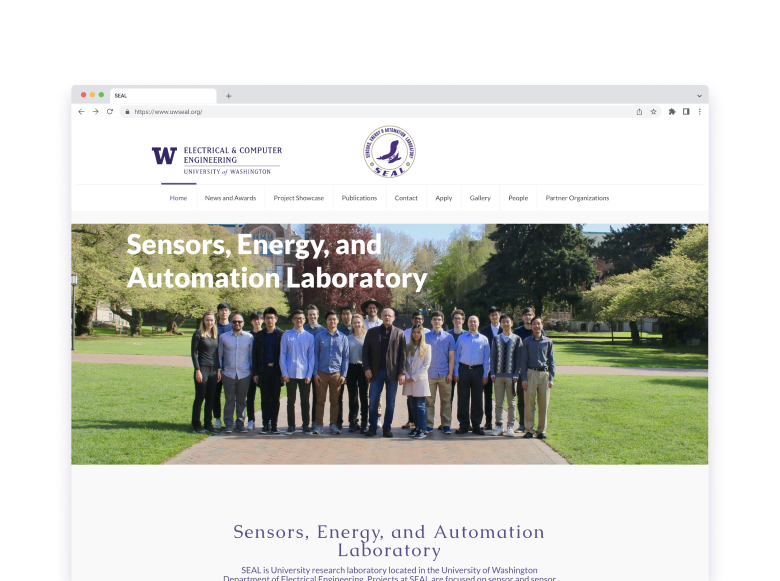 SEAL
https://www.uwseal.org/
W ELECTRICAL & COMPUTER
ENGINEERING
UNIVERSITY of WASHINGTON
SENSORS, ENERGY & AUTOMATION LABORATORY
SEAL
Home News and Awards Project Showcase Publications Contact Apply Gallery People Partner Organizations
Sensors, Energy, and
Automation Laboratory
Sensors, Energy, and Automation
Laboratory
SEAL is University research laboratory located in the University of Washington
Department of Electrical Engineering. Projects at SEAL are focused on sensor and sensor